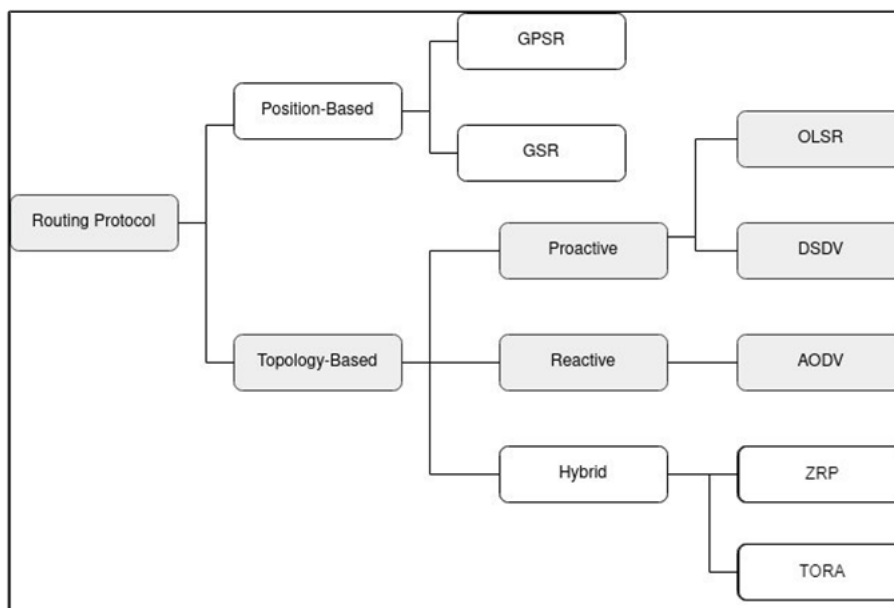 GPSR
Position-Based
OLSR
GSR
Routing Protocol
Proactive
DSDV
Topology-Based
Reactive
AODV
Hybrid
ZRP
TORA